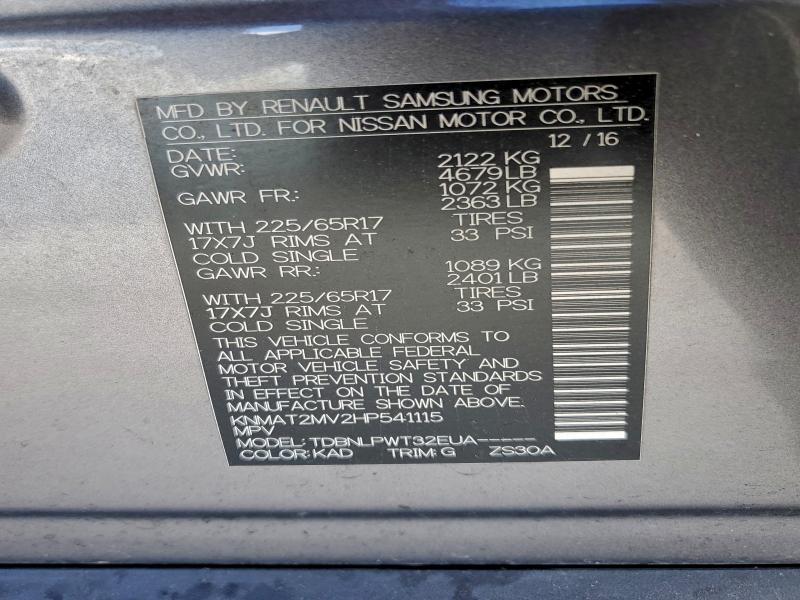 MFD BY RENAULT SAMSUNG MOTORS
CO., LTD. FOR NISSAN MOTOR CO., LTD.
DATE: 12 / 16
GVWR: 2122 KG
4679 LB
GAWR FR.: 1072 KG
2363 LB
WITH 225/65R17 TIRES
17X7J RIMS AT 33 PSI
COLD SINGLE
GAWR RR.: 1089 KG
2401 LB
WITH 225/65R17 TIRES
17X7J RIMS AT 33 PSI
COLD SINGLE
THIS VEHICLE CONFORMS TO
ALL APPLICABLE FEDERAL
MOTOR VEHICLE SAFETY AND
THEFT PREVENTION STANDARDS
IN EFFECT ON THE DATE OF
MANUFACTURE SHOWN ABOVE.
KNMAT2MV2HP541115
MPV
MODEL: TDBNLPWT32EUA-----
COLOR:KAD TRIM:G ZS30A